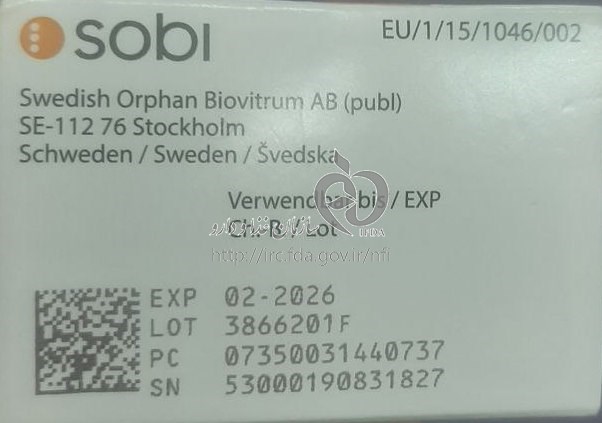 sobi
EU/1/15/1046/002
Swedish Orphan Biovitrum AB (publ)
SE-112 76 Stockholm
Schweden / Sweden / Švedska
Verwendbar bis / EXP
Ch.-B. / Lot
IFDA
http://irc.fda.gov.ir/nfi
EXP 02-2026
LOT 3866201F
PC 07350031440737
SN 53000190831827